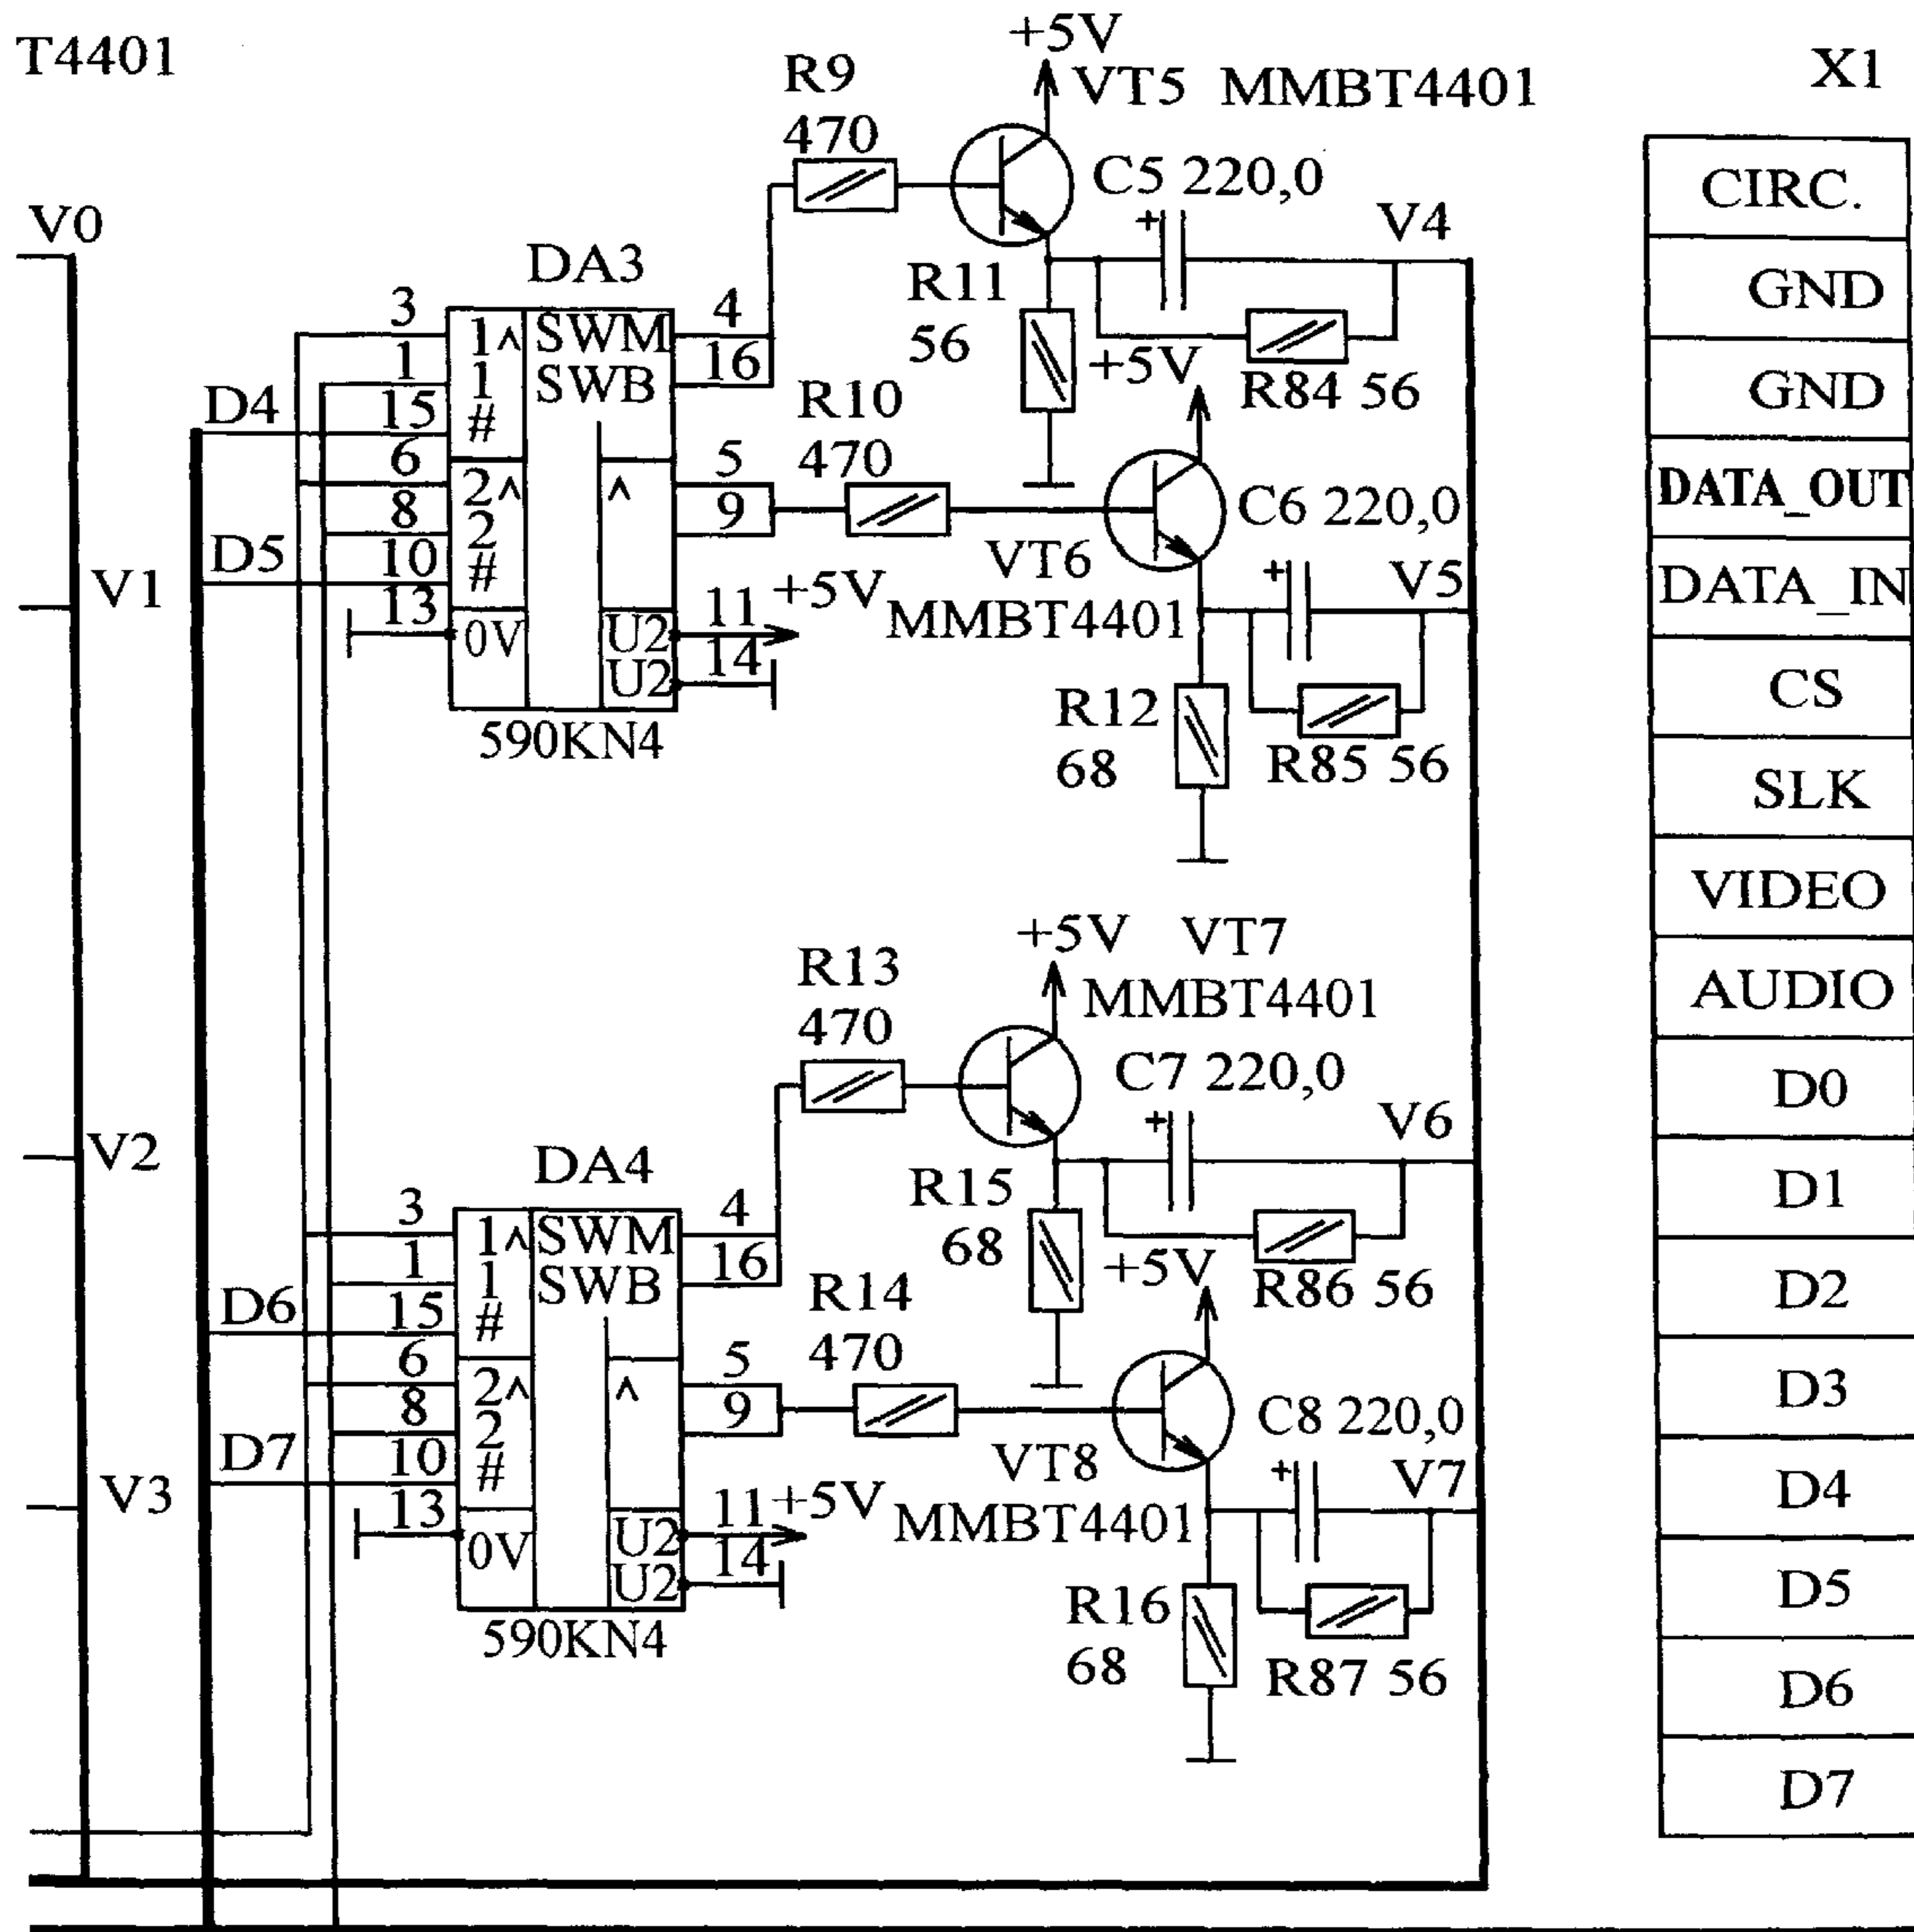 T4401
+5V
R9
470
VT5 MMBT4401
X1
CIRC.
GND
GND
DATA_OUT
DATA_IN
CS
SLK
VIDEO
AUDIO
D0
D1
D2
D3
D4
D5
D6
D7
V0
V1
V2
V3
DA3
3
1
15
6
8
10
13
D4
D5
1^
1
#
2^
2
#
0V
SWM
SWB
^
U2
U2
4
16
5
9
11
14
+5V
590KN4
C5 220,0
+
V4
R11
56
R84 56
R10
470
+5V
VT6
MMBT4401
C6 220,0
+
V5
R12
68
R85 56
DA4
3
1
15
6
8
10
13
D6
D7
1^
1
#
2^
2
#
0V
SWM
SWB
^
U2
U2
4
16
5
9
11
14
+5V
590KN4
R13
470
+5V
VT7
MMBT4401
C7 220,0
+
V6
R15
68
R86 56
R14
470
+5V
VT8
MMBT4401
C8 220,0
+
V7
R16
68
R87 56